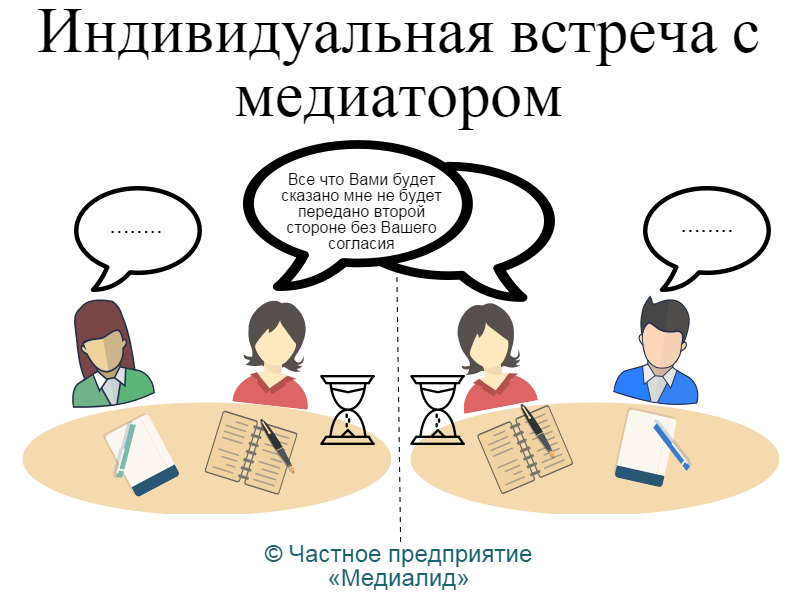 Индивидуальная встреча с
медиатором
Все что Вами будет
сказано мне не будет
передано второй
стороне без Вашего
согласия
........
........
© Частное предприятие
«Медиалид»